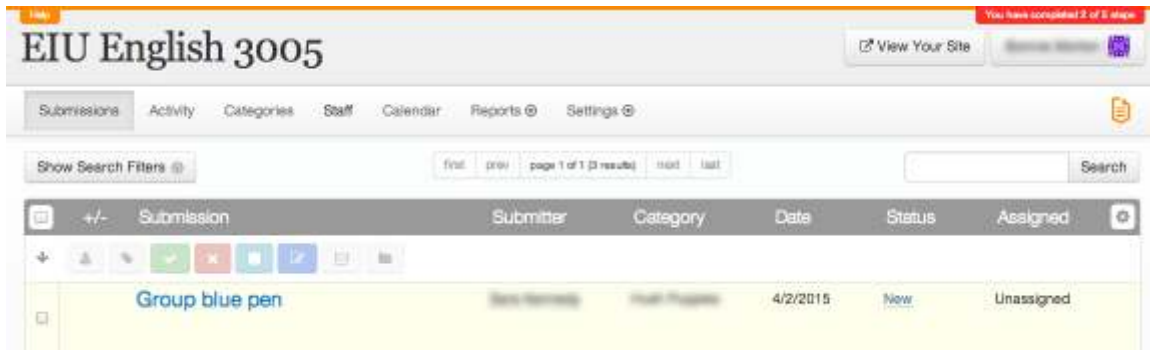 Help
You have completed 2 of 5 steps
EIU English 3005
View Your Site
Submissions Activity Categories Staff Calendar Reports Settings
Show Search Filters
first prev page 1 of 1 (3 results) next last
Search
+/- Submission Submitter Category Date Status Assigned
Group blue pen 4/2/2015 New Unassigned